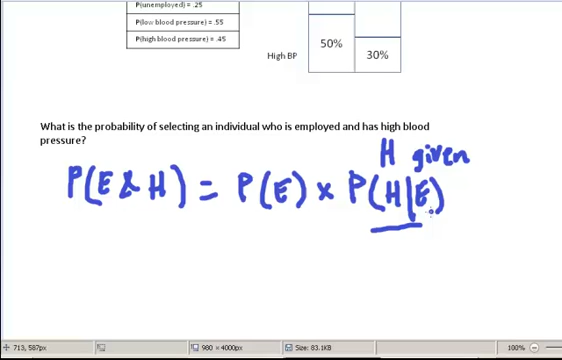 P(unemployed) = .25
P(low blood pressure) = .55
P(high blood pressure) = .45
50%
30%
High BP
What is the probability of selecting an individual who is employed and has high blood
pressure?
H given
P(E & H) = P(E) × P(H|E)
713, 587px
980 × 4000px
Size: 83.1KB
100%